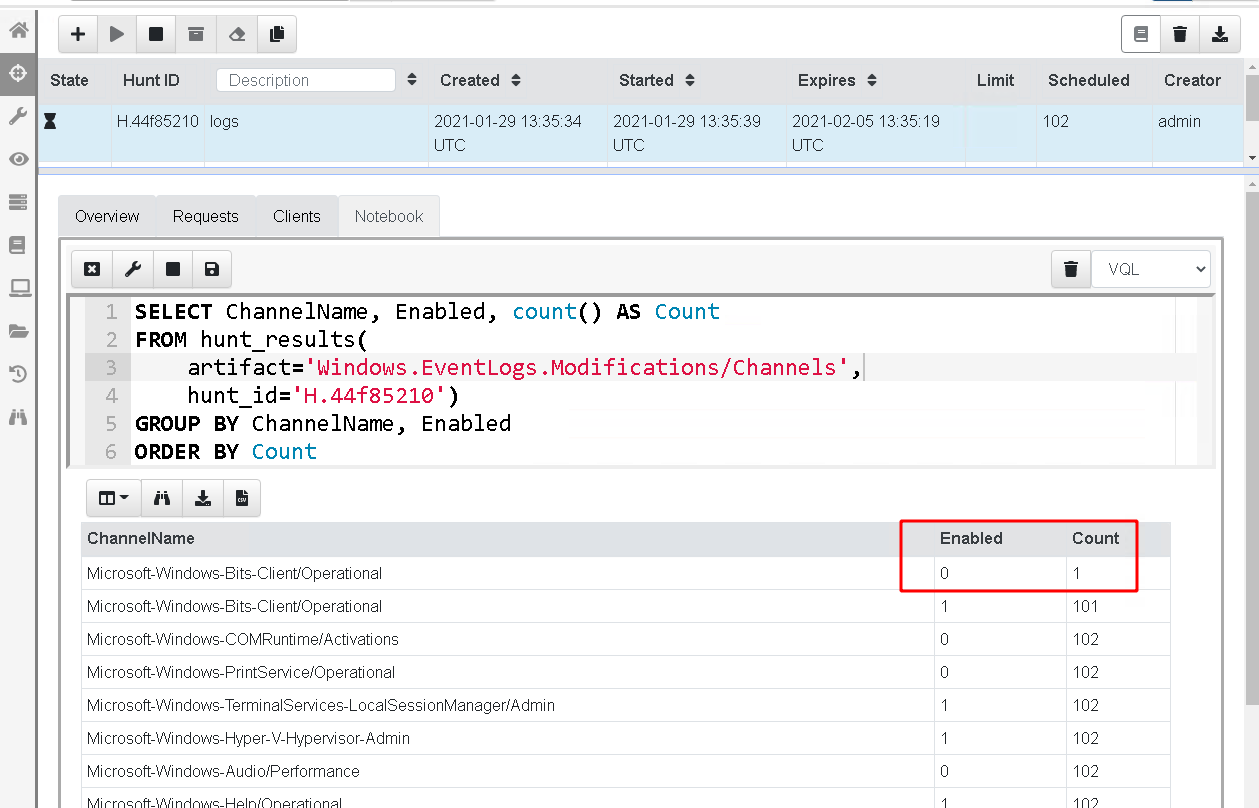 State Hunt ID Description Created Started Expires Limit Scheduled Creator
H.44f85210 logs 2021-01-29 13:35:34 2021-01-29 13:35:39 2021-02-05 13:35:19 102 admin
UTC UTC UTC
Overview Requests Clients Notebook
VQL
1 SELECT ChannelName, Enabled, count() AS Count
2 FROM hunt_results(
3 artifact='Windows.EventLogs.Modifications/Channels',
4 hunt_id='H.44f85210')
5 GROUP BY ChannelName, Enabled
6 ORDER BY Count
CSV
ChannelName Enabled Count
Microsoft-Windows-Bits-Client/Operational 0 1
Microsoft-Windows-Bits-Client/Operational 1 101
Microsoft-Windows-COMRuntime/Activations 0 102
Microsoft-Windows-PrintService/Operational 0 102
Microsoft-Windows-TerminalServices-LocalSessionManager/Admin 1 102
Microsoft-Windows-Hyper-V-Hypervisor-Admin 1 102
Microsoft-Windows-Audio/Performance 0 102
Microsoft-Windows-Help/Operational 1 102